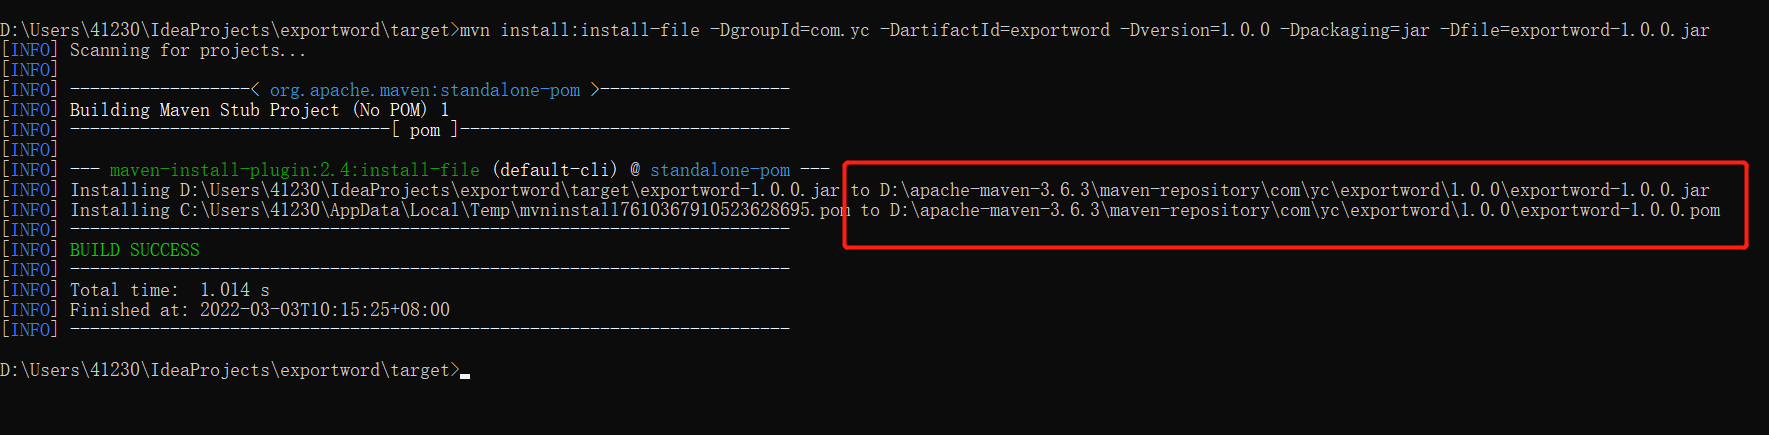 D:\Users\41230\IdeaProjects\exportword\target>mvn install:install-file -DgroupId=com.yc -DartifactId=exportword -Dversion=1.0.0 -Dpackaging=jar -Dfile=exportword-1.0.0.jar
[INFO] Scanning for projects...
[INFO]
[INFO] ------------------< org.apache.maven:standalone-pom >-------------------
[INFO] Building Maven Stub Project (No POM) 1
[INFO] --------------------------------[ pom ]---------------------------------
[INFO]
[INFO] --- maven-install-plugin:2.4:install-file (default-cli) @ standalone-pom ---
[INFO] Installing D:\Users\41230\IdeaProjects\exportword\target\exportword-1.0.0.jar to D:\apache-maven-3.6.3\maven-repository\com\yc\exportword\1.0.0\exportword-1.0.0.jar
[INFO] Installing C:\Users\41230\AppData\Local\Temp\mvninstall7610367910523628695.pom to D:\apache-maven-3.6.3\maven-repository\com\yc\exportword\1.0.0\exportword-1.0.0.pom
[INFO] ------------------------------------------------------------------------
[INFO] BUILD SUCCESS
[INFO] ------------------------------------------------------------------------
[INFO] Total time:  1.014 s
[INFO] Finished at: 2022-03-03T10:15:25+08:00
[INFO] ------------------------------------------------------------------------
D:\Users\41230\IdeaProjects\exportword\target>